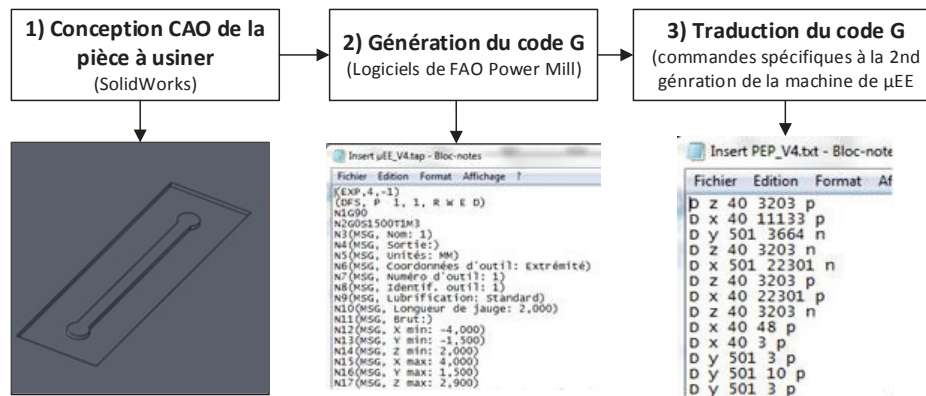 1) Conception CAO de la
pièce à usiner
(SolidWorks)
2) Génération du code G
(Logiciels de FAO Power Mill)
3) Traduction du code G
(commandes spécifiques à la 2nd
génration de la machine de µEE
Insert µEE_V4.tap - Bloc-notes
Fichier Edition Format Affichage ?
(EXP,4,-1)
(DFS, P 1, 1, R W E D)
N1G90
N2G0S1500T1M3
N3(MSG, Nom: 1)
N4(MSG, Sortie:)
N5(MSG, Unités: MM)
N6(MSG, Coordonnées d'outil: Extrémité)
N7(MSG, Numéro d'outil: 1)
N8(MSG, Identif. outil: 1)
N9(MSG, Lubrification: Standard)
N10(MSG, Longueur de jauge: 2,000)
N11(MSG, Brut:)
N12(MSG, X min: -4,000)
N13(MSG, Y min: -1,500)
N14(MSG, Z min: 2,000)
N15(MSG, X max: 4,000)
N16(MSG, Y max: 1,500)
N17(MSG, Z max: 2,900)
Insert PEP_V4.txt - Bloc-note
Fichier Edition Format Af
D z 40 3203 p
D x 40 11133 p
D y 501 3664 n
D z 40 3203 n
D x 501 22301 n
D z 40 3203 p
D x 40 22301 p
D z 40 3203 n
D x 40 48 p
D x 40 3 p
D y 501 3 p
D y 501 10 p
D y 501 3 p